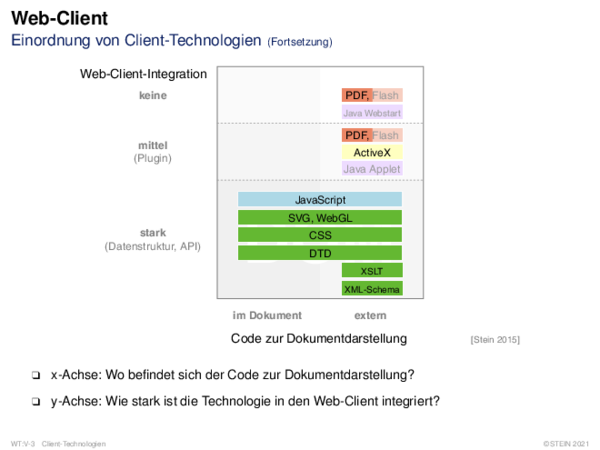 Web-Client
Einordnung von Client-Technologien (Fortsetzung)
Web-Client-Integration
keine
PDF, Flash
Java Webstart
mittel
(Plugin)
PDF, Flash
ActiveX
Java Applet
stark
(Datenstruktur, API)
JavaScript
SVG, WebGL
CSS
DTD
XSLT
XML-Schema
im Dokument extern
Code zur Dokumentdarstellung
[Stein 2015]
❑ x-Achse: Wo befindet sich der Code zur Dokumentdarstellung?
❑ y-Achse: Wie stark ist die Technologie in den Web-Client integriert?
WT:V-3 Client-Technologien ©STEIN 2021